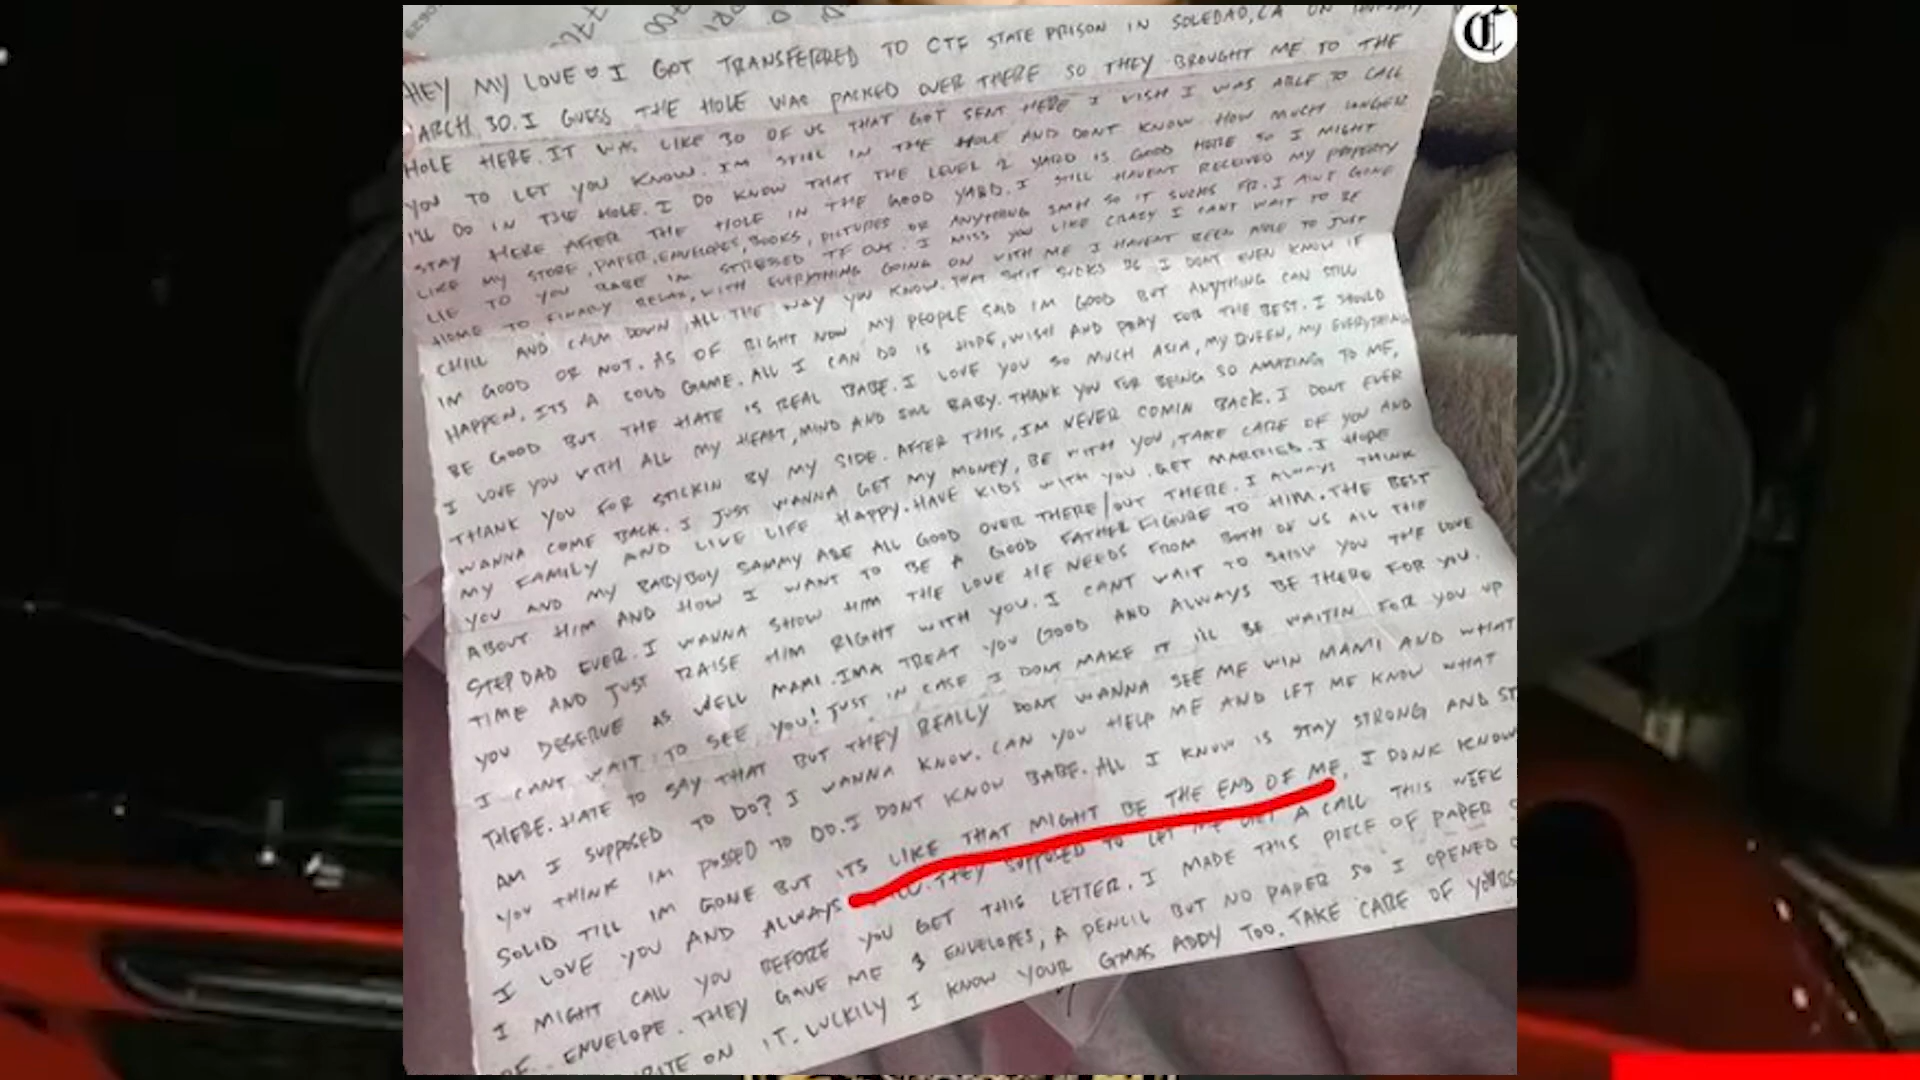 HEY MY LOVE ♡ I GOT TRANSFERRED TO CTF STATE PRISON IN SOLEDAD, CA ON
ARCH 30. I GUESS THE HOLE WAS PACKED OVER THERE SO THEY BROUGHT ME TO THE
HOLE HERE. IT WAS LIKE 30 OF US THAT GOT SENT HERE I WISH I WAS ABLE TO CALL
YOU TO LET YOU KNOW. IM STILL IN THE HOLE AND DONT KNOW HOW MUCH LONGER
I'LL DO IN THE HOLE. I DO KNOW THAT THE LEVEL 2 YARD IS GOOD HERE SO I MIGHT
STAY HERE AFTER THE HOLE IN THE GOOD YARD. I STILL HAVENT RECEIVED MY PROPERTY
LIKE MY STORE, PAPER, ENVELOPES, BOOKS, PICTURES OR ANYTHING SMH SO IT SUCKS FR. I AINT GONE
LIE TO YOU BABE IM STRESSED TF OUT. I MISS YOU LIKE CRAZY I CANT WAIT TO BE
HOME TO FINALLY RELAX, WITH EVERYTHING GOING ON WITH ME I HAVENT BEEN ABLE TO JUST
CHILL AND CALM DOWN ALL THE WAY YOU KNOW. THAT SHIT SUCKS BC I DONT EVEN KNOW IF
IM GOOD OR NOT. AS OF RIGHT NOW MY PEOPLE SAID IM GOOD BUT ANYTHING CAN STILL
HAPPEN. ITS A COLD GAME. ALL I CAN DO IS HOPE, WISH AND PRAY FOR THE BEST. I SHOULD
BE GOOD BUT THE HATE IS REAL BABE. I LOVE YOU SO MUCH ASIA, MY QUEEN, MY EVERYTHING
I LOVE YOU WITH ALL MY HEART, MIND AND SOUL BABY. THANK YOU FOR BEING SO AMAZING TO ME,
THANK YOU FOR STICKIN BY MY SIDE. AFTER THIS, IM NEVER COMIN BACK. I DONT EVER
WANNA COME BACK. I JUST WANNA GET MY MONEY, BE WITH YOU, TAKE CARE OF YOU AND
MY FAMILY AND LIVE LIFE HAPPY. HAVE KIDS WITH YOU. GET MARRIED. I HOPE
YOU AND MY BABYBOY SAMMY ARE ALL GOOD OVER THERE/OUT THERE. I ALWAYS THINK
ABOUT HIM AND HOW I WANT TO BE A GOOD FATHER FIGURE TO HIM. THE BEST
STEP DAD EVER. I WANNA SHOW HIM THE LOVE HE NEEDS FROM BOTH OF US ALL THE
TIME AND JUST RAISE HIM RIGHT WITH YOU. I CANT WAIT TO SHOW YOU THE LOVE
YOU DESERVE AS WELL MAMI. IMA TREAT YOU GOOD AND ALWAYS BE THERE FOR YOU.
I CANT WAIT TO SEE YOU! JUST IN CASE I DONT MAKE IT I'LL BE WAITIN FOR YOU UP
THERE. HATE TO SAY THAT BUT THEY REALLY DONT WANNA SEE ME WIN MAMI AND WHAT
AM I SUPPOSED TO DO? I WANNA KNOW. CAN YOU HELP ME AND LET ME KNOW WHAT
YOU THINK IM POSSED TO DO. I DONT KNOW BABE. ALL I KNOW IS STAY STRONG AND ST
SOLID TILL IM GONE BUT ITS LIKE THAT MIGHT BE THE END OF ME. I DONK KNOW
I LOVE YOU AND ALWAYS THEY SUPPOSED TO LET ME GET A CALL THIS WEEK
I MIGHT CALL YOU BEFORE YOU GET THIS LETTER. I MADE THIS PIECE OF PAPER
ENVELOPE. THEY GAVE ME 3 ENVELOPES, A PENCIL BUT NO PAPER SO I OPENED
ON IT. LUCKILY I KNOW YOUR GMAS ADDY TOO. TAKE CARE OF